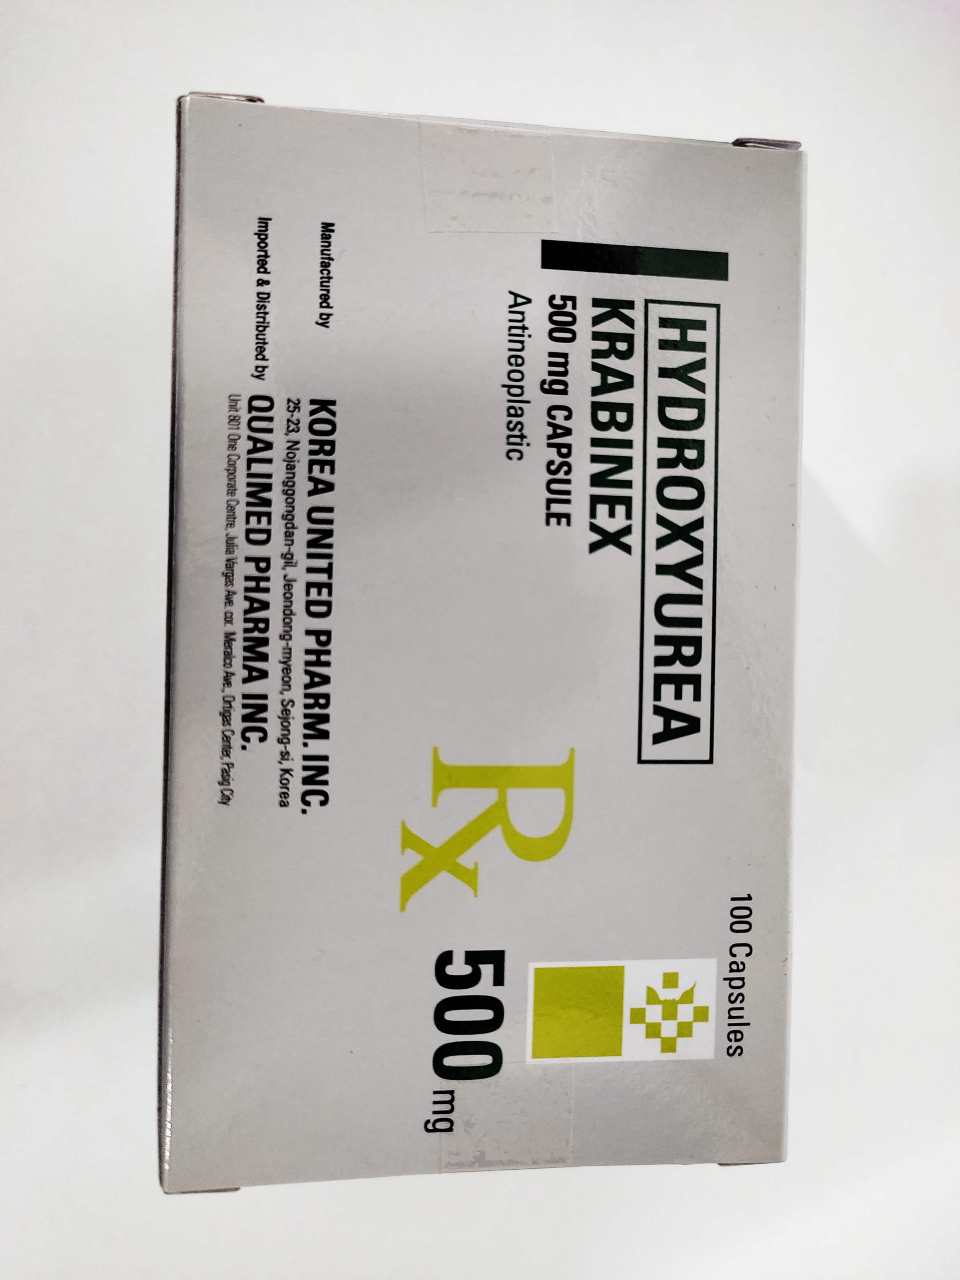 100 Capsules
HYDROXYUREA
KRABINEX
500 mg CAPSULE
Antineoplastic
Rx
500 mg
Manufactured by
KOREA UNITED PHARM. INC.
25-23, Nojanggongdan-gil, Jeondong-myeon, Sejong-si, Korea
Imported & Distributed by
QUALIMED PHARMA INC.
Unit 801 One Corporate Centre, Julia Vargas Ave. cor. Meralco Ave., Ortigas Center, Pasig City